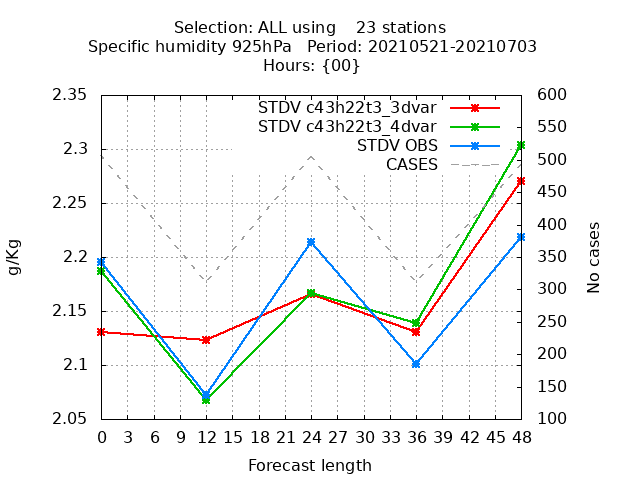 Selection: ALL using    23 stations
Specific humidity 925hPa   Period: 20210521-20210703
Hours: {00}
STDV c43h22t3_3dvar
STDV c43h22t3_4dvar
STDV OBS
CASES
g/Kg
2.35
2.3
2.25
2.2
2.15
2.1
2.05
No cases
600
550
500
450
400
350
300
250
200
150
100
0 3 6 9 12 15 18 21 24 27 30 33 36 39 42 45 48
Forecast length